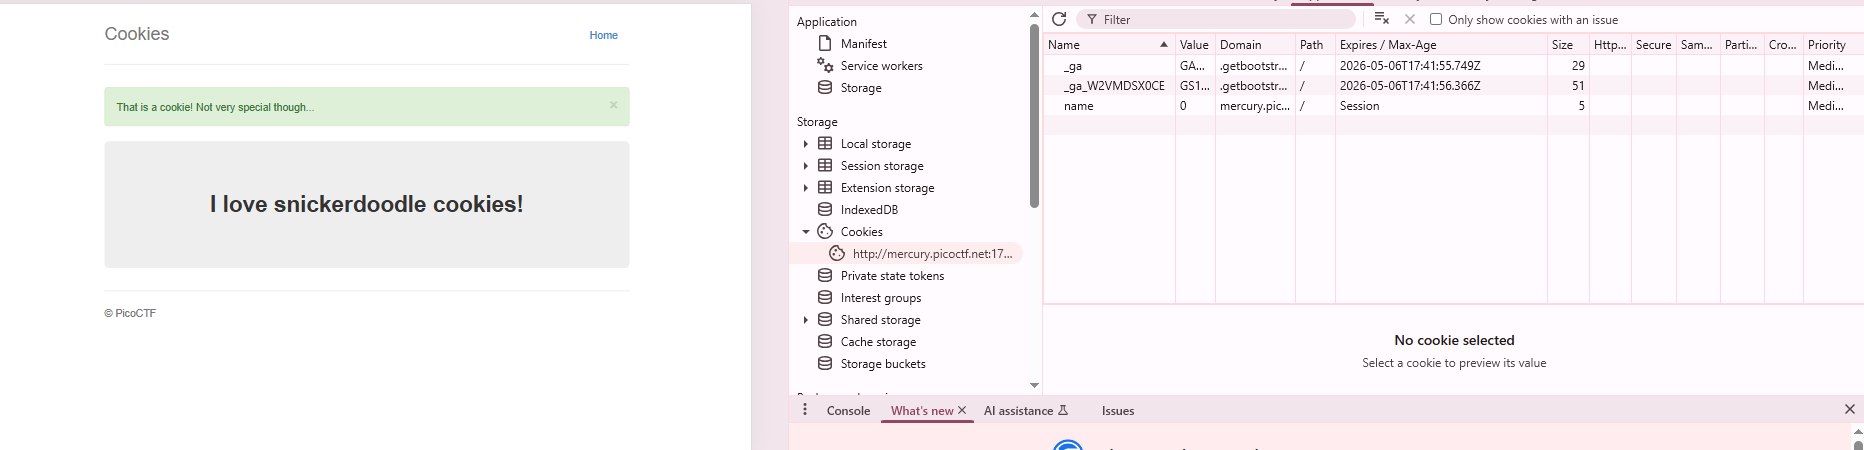 Cookies
Home
That is a cookie! Not very special though...
×
I love snickerdoodle cookies!
© PicoCTF
Application
Manifest
Service workers
Storage
Storage
Local storage
Session storage
Extension storage
IndexedDB
Cookies
http://mercury.picoctf.net:17...
Private state tokens
Interest groups
Shared storage
Cache storage
Storage buckets
Filter
Only show cookies with an issue
Name Value Domain Path Expires / Max-Age Size Http... Secure Sam... Parti... Cro... Priority
_ga GA... .getbootstr... / 2026-05-06T17:41:55.749Z 29 Medi...
_ga_W2VMDSX0CE GS1... .getbootstr... / 2026-05-06T17:41:56.366Z 51 Medi...
name 0 mercury.pic... / Session 5 Medi...
No cookie selected
Select a cookie to preview its value
Console What's new AI assistance Issues